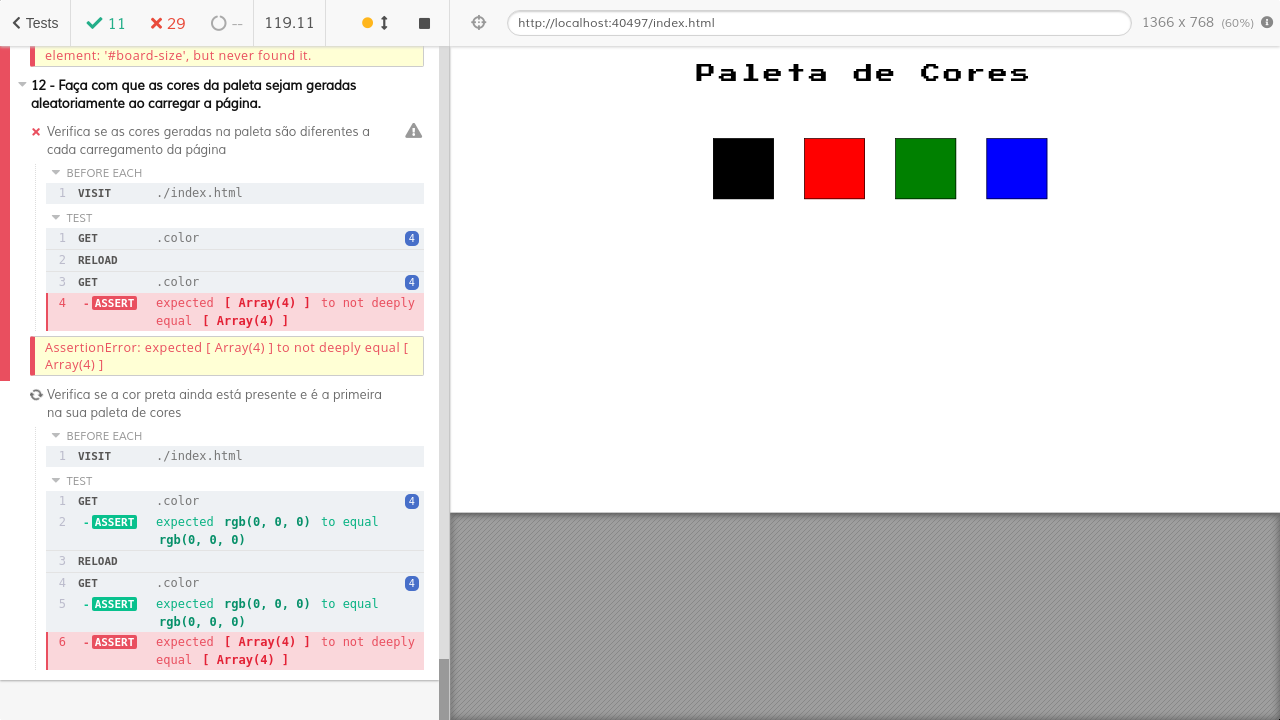 Tests
11
29
--
119.11
http://localhost:40497/index.html
1366 x 768 (60%)
element: '#board-size', but never found it.
12 - Faça com que as cores da paleta sejam geradas
aleatoriamente ao carregar a página.
Verifica se as cores geradas na paleta são diferentes a
cada carregamento da página
BEFORE EACH
1 VISIT ./index.html
TEST
1 GET .color 4
2 RELOAD
3 GET .color 4
4 -ASSERT expected [ Array(4) ] to not deeply
equal [ Array(4) ]
AssertionError: expected [ Array(4) ] to not deeply equal [
Array(4) ]
Verifica se a cor preta ainda está presente e é a primeira
na sua paleta de cores
BEFORE EACH
1 VISIT ./index.html
TEST
1 GET .color 4
2 -ASSERT expected rgb(0, 0, 0) to equal
rgb(0, 0, 0)
3 RELOAD
4 GET .color 4
5 -ASSERT expected rgb(0, 0, 0) to equal
rgb(0, 0, 0)
6 -ASSERT expected [ Array(4) ] to not deeply
equal [ Array(4) ]
Paleta de Cores